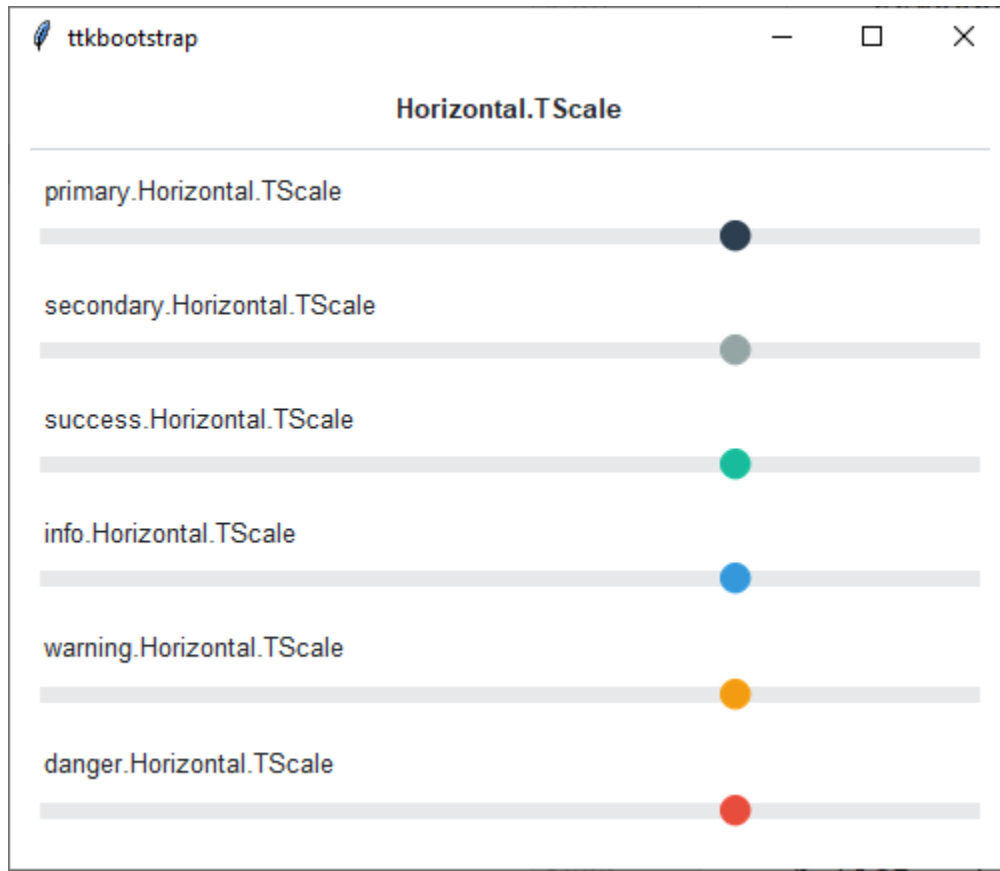 ttkbootstrap
Horizontal.TScale
primary.Horizontal.TScale
secondary.Horizontal.TScale
success.Horizontal.TScale
info.Horizontal.TScale
warning.Horizontal.TScale
danger.Horizontal.TScale